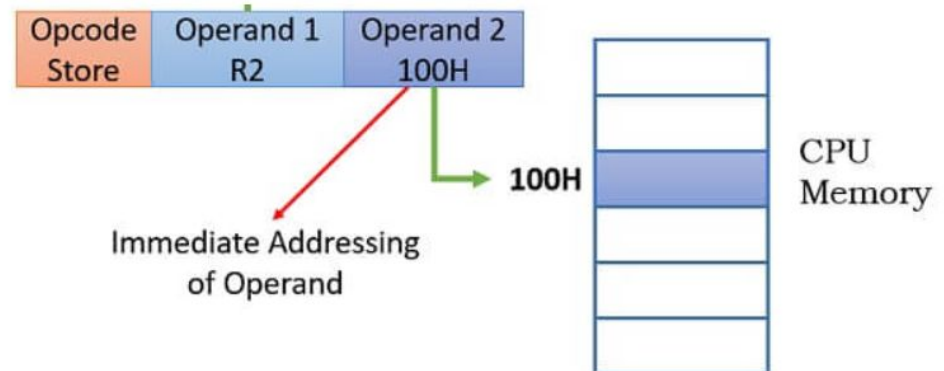 Opcode Operand 1 Operand 2
Store R2 100H
100H
CPU
Memory
Immediate Addressing
of Operand